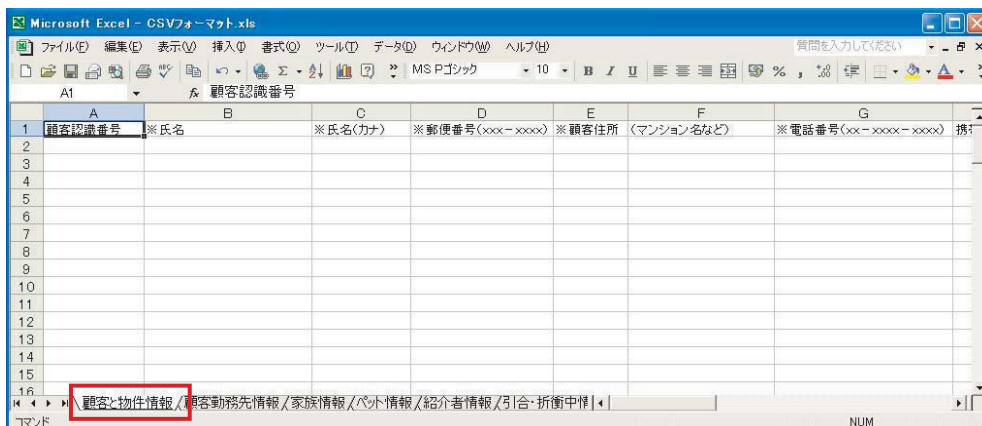 Microsoft Excel - CSVフォーマット.xls
ファイル(F) 編集(E) 表示(V) 挿入(I) 書式(O) ツール(T) データ(D) ウィンドウ(W) ヘルプ(H) 質問を入力してください
MS Pゴシック 10 B I U
A1 fx 顧客認識番号
A B C D E F G
1 顧客認識番号 ※氏名 ※氏名(カナ) ※郵便番号(xxx-xxxx) ※顧客住所 (マンション名など) ※電話番号(xx-xxxx-xxxx) 携
2
3
4
5
6
7
8
9
10
11
12
13
14
15
16
顧客と物件情報 顧客勤務先情報 家族情報 ペット情報 紹介者情報 引合・折衝中情
コマンド NUM